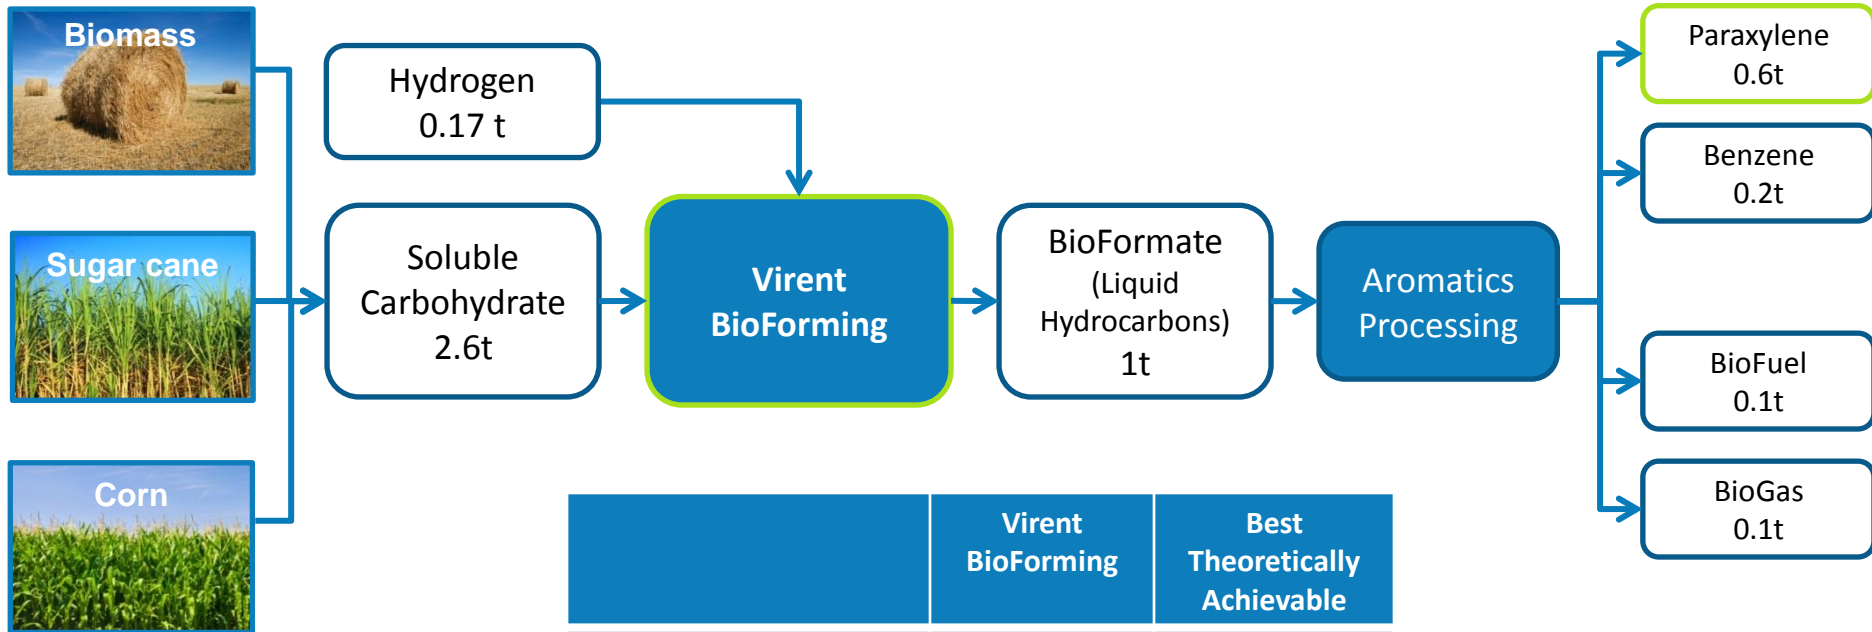 Biomass
Sugar cane
Corn
Hydrogen
0.17 t
Soluble
Carbohydrate
2.6t
Virent
BioForming
BioFormate
(Liquid
Hydrocarbons)
1t
Aromatics
Processing
Paraxylene
0.6t
Benzene
0.2t
BioFuel
0.1t
BioGas
0.1t
Virent
BioForming
Best
Theoretically
Achievable